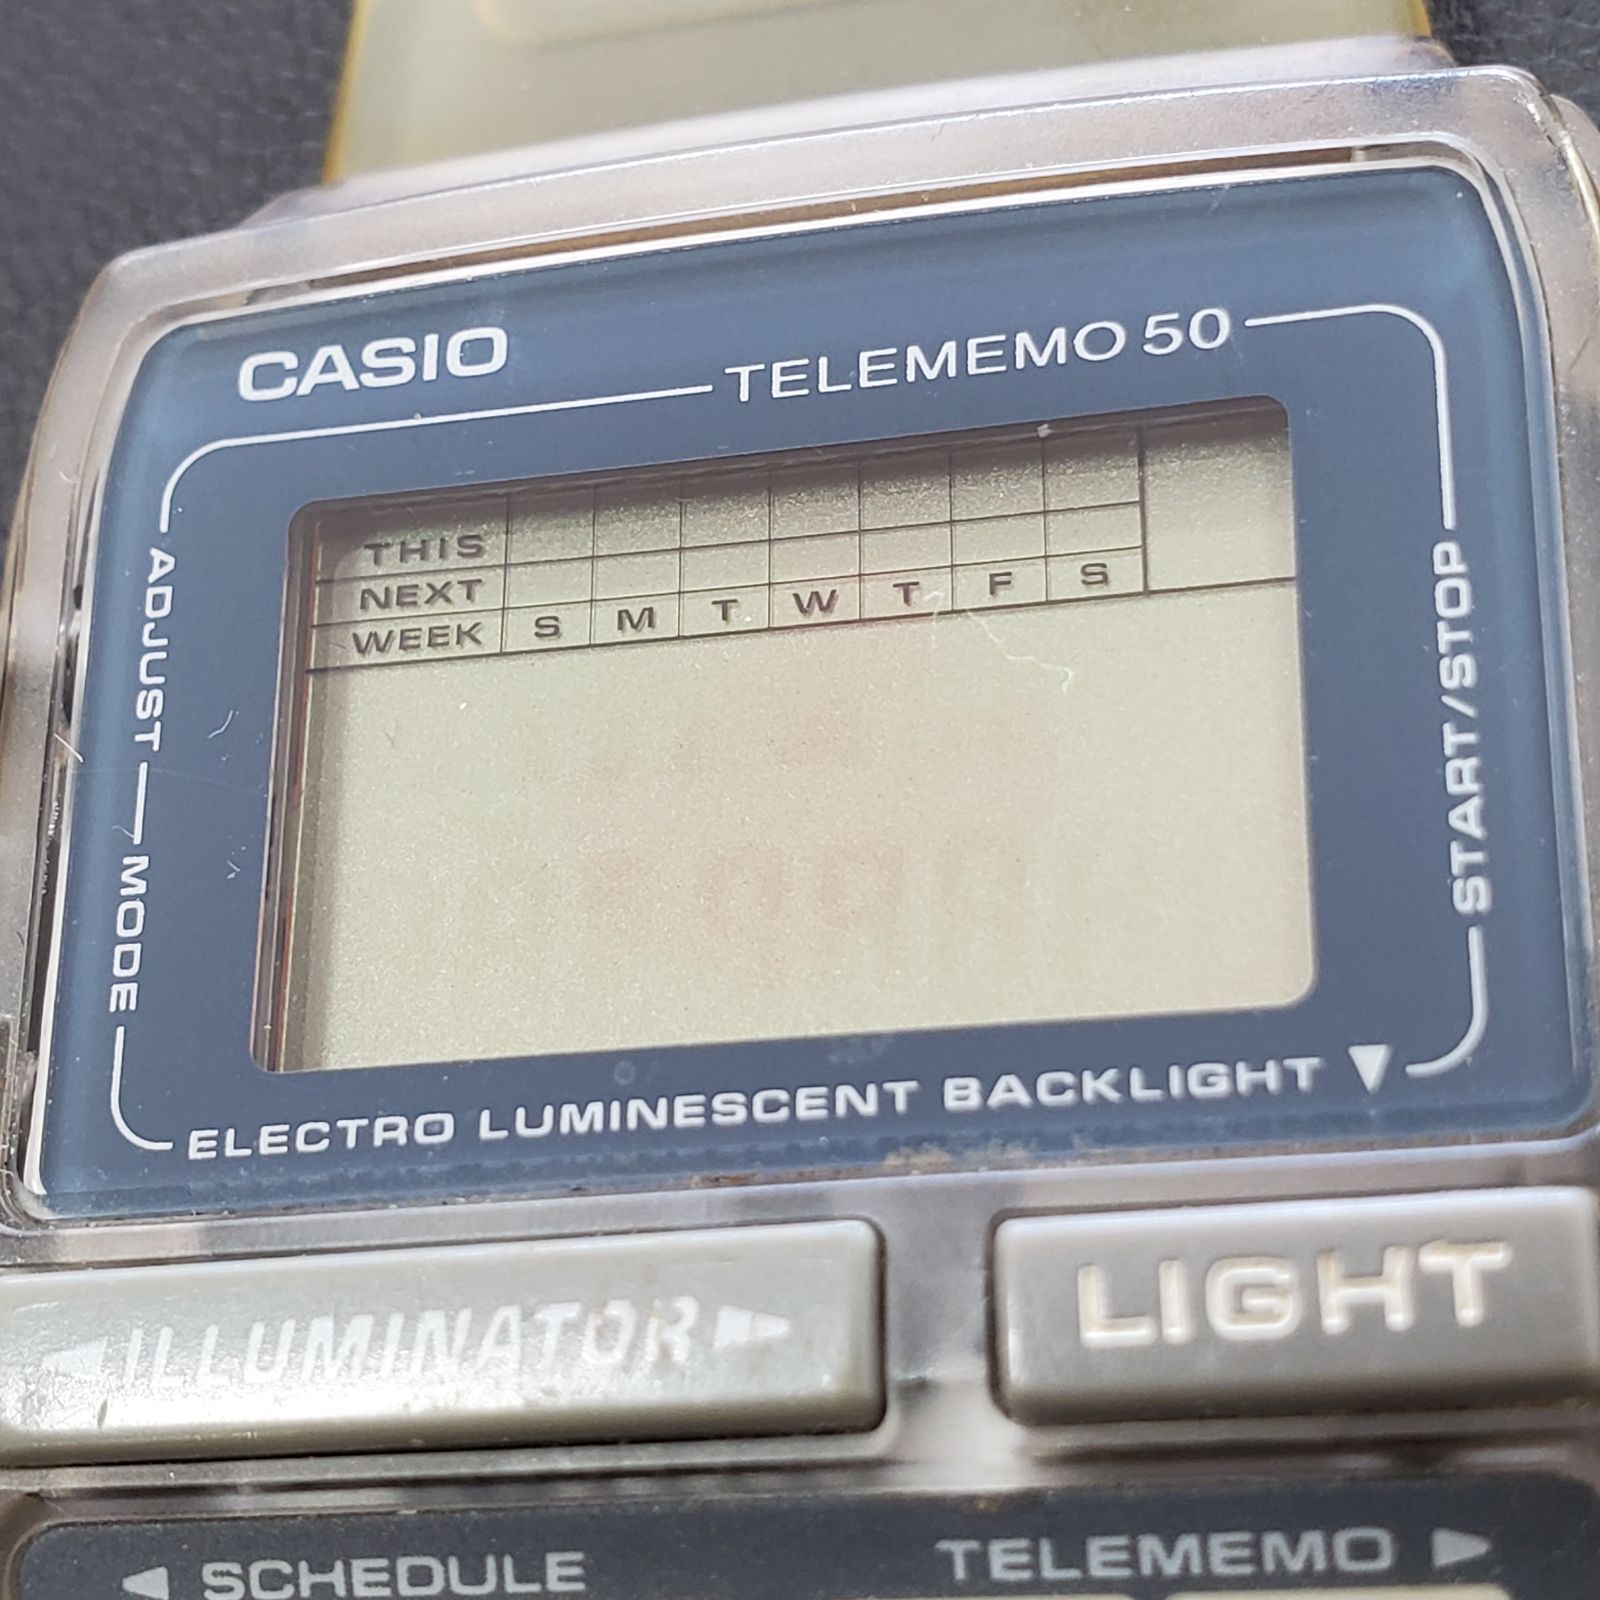 CASIO
TELEMEMO 50
THIS
NEXT
WEEK S M T W T F S
ADJUST
MODE
START/STOP
ELECTRO LUMINESCENT BACKLIGHT ▼
◄ILLUMINATOR►
LIGHT
◄ SCHEDULE
TELEMEMO ►